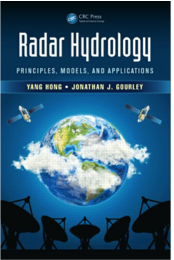 CRC Press
Radar Hydrology
PRINCIPLES, MODELS, AND APPLICATIONS
YANG HONG • JONATHAN J. GOURLEY